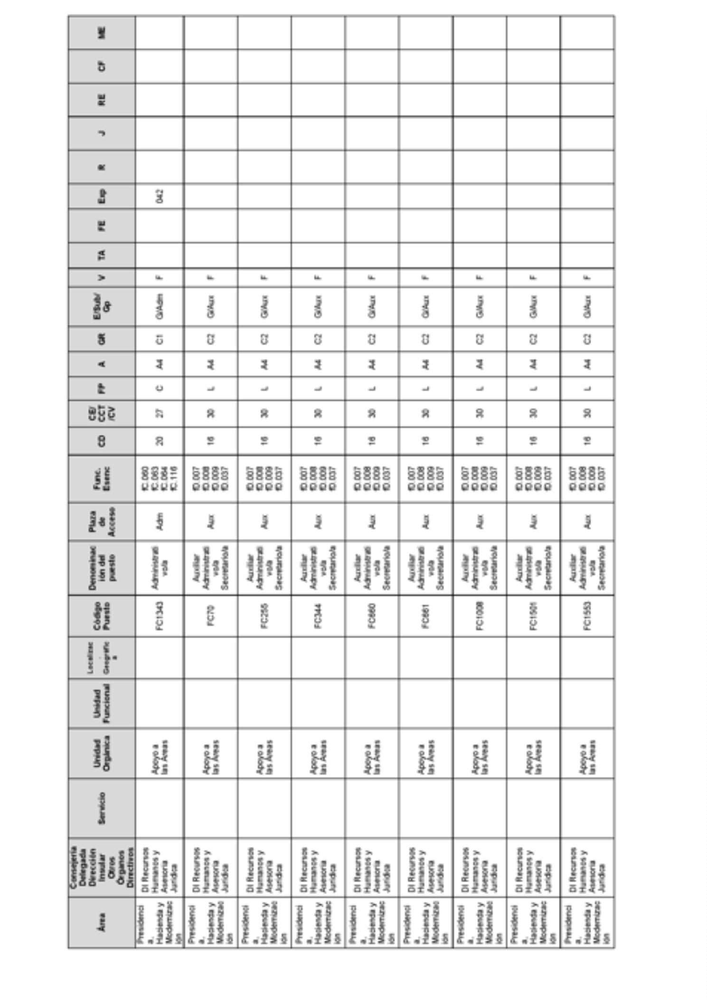 Área
Consejería
Delegada
Dirección
Insular
Otros
Órganos
Directivos
Servicio
Unidad
Orgánica
Unidad
Funcional
Localizac
.
Geográfic
a
Código
Puesto
Denominac
ión del
puesto
Plaza
de
Acceso
Func.
Esenc
CD
CE/
CCT
/CV
FP
A
GR
E/Sub/
Gp
V
TA
FE
Exp
R
J
RE
CF
ME
Presidenci
a,
Hacienda y
Modernizac
ión
DI Recursos
Humanos y
Asesoría
Jurídica
Apoyo a
las Áreas
FC1343
Administrati
vo/a
Adm
fC.060
fC.063
fC.064
fC.116
20
27
C
A4
C1
G/Adm
F
042
Presidenci
a,
Hacienda y
Modernizac
ión
DI Recursos
Humanos y
Asesoría
Jurídica
Apoyo a
las Áreas
FC70
Auxiliar
Administrati
vo/a
Secretario/a
Aux
fD.007
fD.008
fD.009
fD.037
16
30
L
A4
C2
G/Aux
F
Presidenci
a,
Hacienda y
Modernizac
ión
DI Recursos
Humanos y
Asesoría
Jurídica
Apoyo a
las Áreas
FC255
Auxiliar
Administrati
vo/a
Secretario/a
Aux
fD.007
fD.008
fD.009
fD.037
16
30
L
A4
C2
G/Aux
F
Presidenci
a,
Hacienda y
Modernizac
ión
DI Recursos
Humanos y
Asesoría
Jurídica
Apoyo a
las Áreas
FC344
Auxiliar
Administrati
vo/a
Secretario/a
Aux
fD.007
fD.008
fD.009
fD.037
16
30
L
A4
C2
G/Aux
F
Presidenci
a,
Hacienda y
Modernizac
ión
DI Recursos
Humanos y
Asesoría
Jurídica
Apoyo a
las Áreas
FC660
Auxiliar
Administrati
vo/a
Secretario/a
Aux
fD.007
fD.008
fD.009
fD.037
16
30
L
A4
C2
G/Aux
F
Presidenci
a,
Hacienda y
Modernizac
ión
DI Recursos
Humanos y
Asesoría
Jurídica
Apoyo a
las Áreas
FC661
Auxiliar
Administrati
vo/a
Secretario/a
Aux
fD.007
fD.008
fD.009
fD.037
16
30
L
A4
C2
G/Aux
F
Presidenci
a,
Hacienda y
Modernizac
ión
DI Recursos
Humanos y
Asesoría
Jurídica
Apoyo a
las Áreas
FC1008
Auxiliar
Administrati
vo/a
Secretario/a
Aux
fD.007
fD.008
fD.009
fD.037
16
30
L
A4
C2
G/Aux
F
Presidenci
a,
Hacienda y
Modernizac
ión
DI Recursos
Humanos y
Asesoría
Jurídica
Apoyo a
las Áreas
FC1501
Auxiliar
Administrati
vo/a
Secretario/a
Aux
fD.007
fD.008
fD.009
fD.037
16
30
L
A4
C2
G/Aux
F
Presidenci
a,
Hacienda y
Modernizac
ión
DI Recursos
Humanos y
Asesoría
Jurídica
Apoyo a
las Áreas
FC1553
Auxiliar
Administrati
vo/a
Secretario/a
Aux
fD.007
fD.008
fD.009
fD.037
16
30
L
A4
C2
G/Aux
F